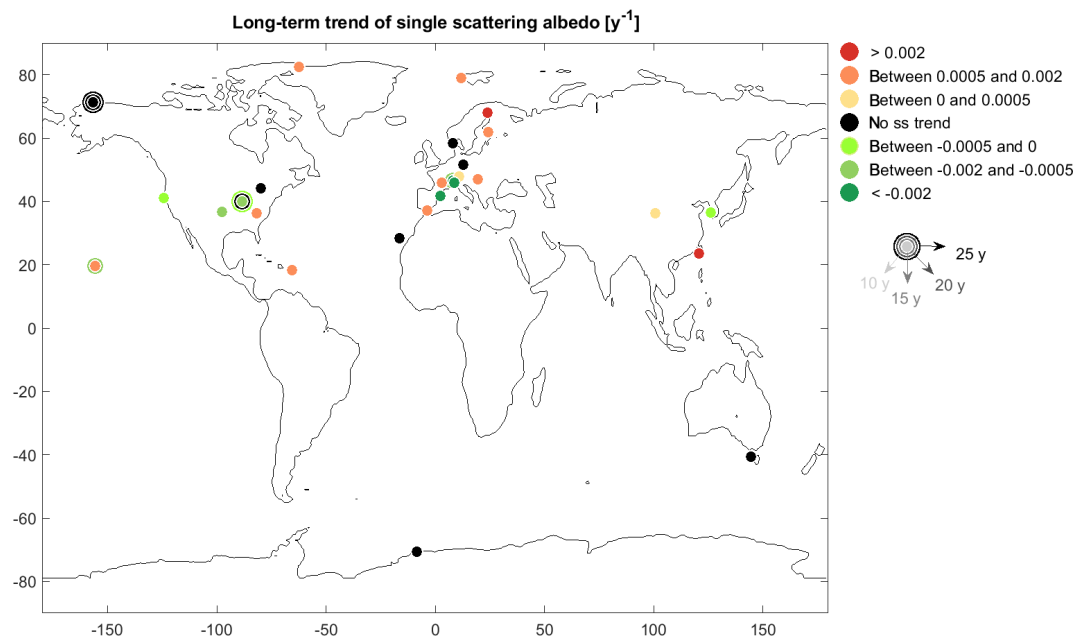 Long-term trend of single scattering albedo [y-1]
80
60
40
20
0
-20
-40
-60
-80
-150
-100
-50
0
50
100
150
> 0.002
Between 0.0005 and 0.002
Between 0 and 0.0005
No ss trend
Between -0.0005 and 0
Between -0.002 and -0.0005
< -0.002
25 y
10 y
20 y
15 y